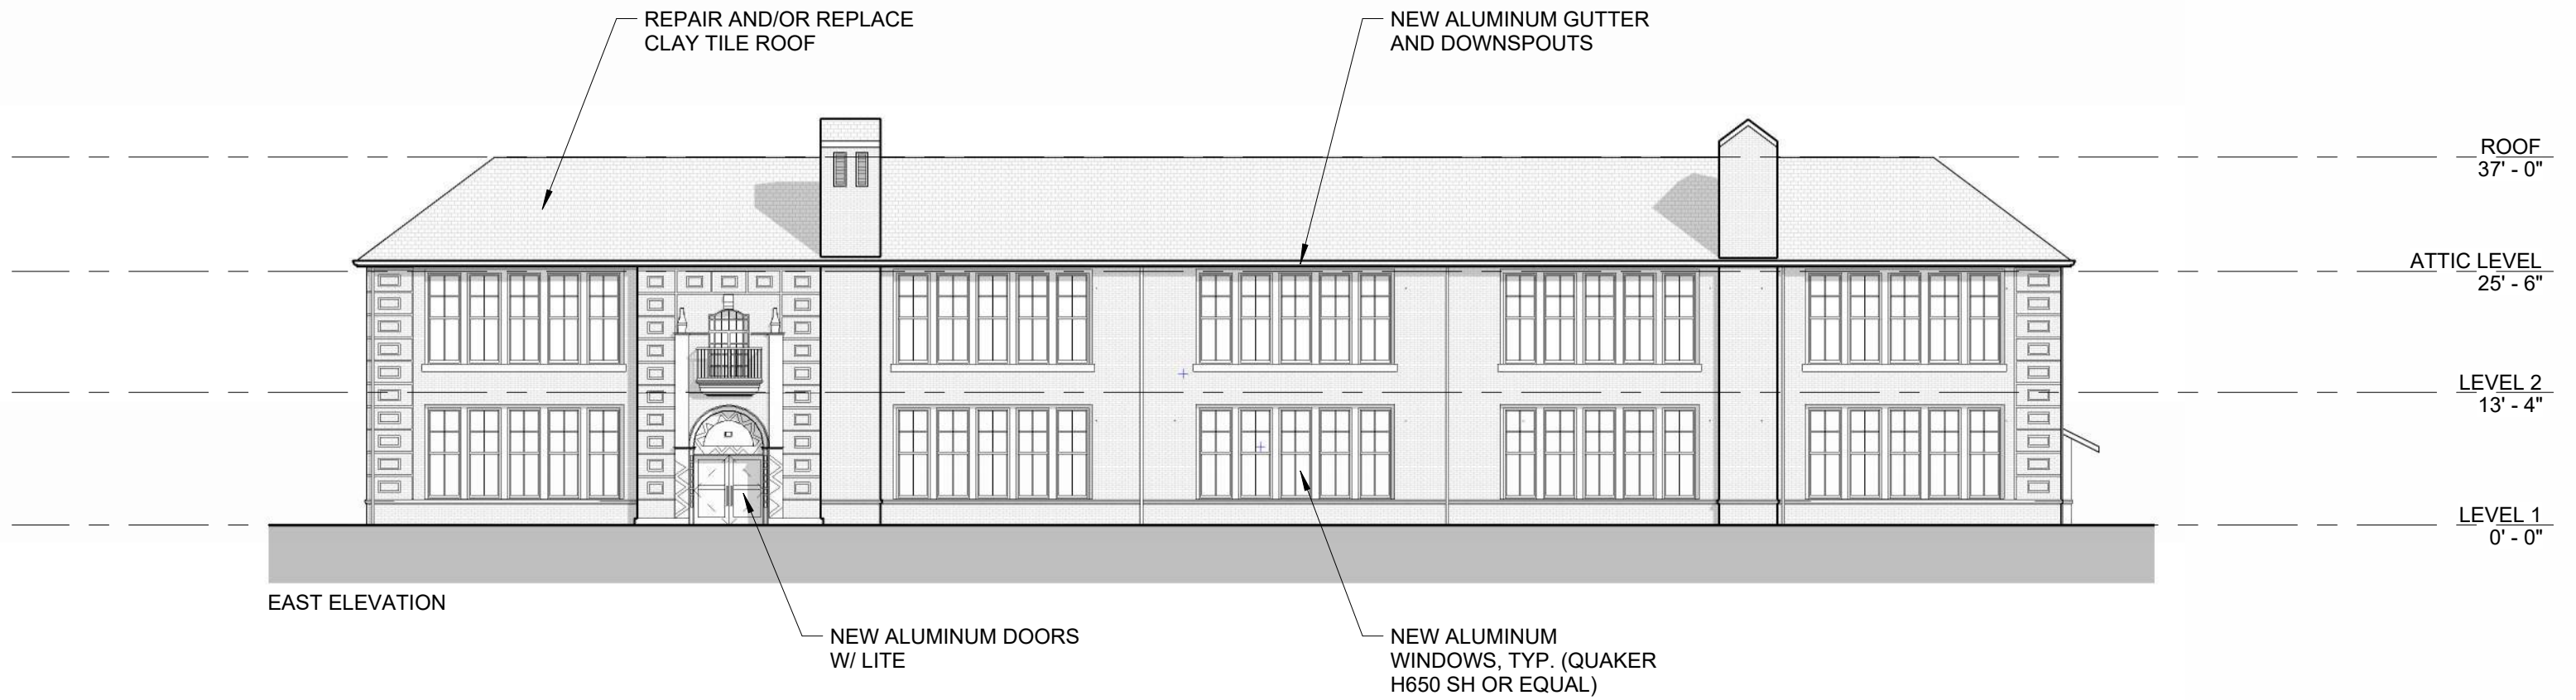 REPAIR AND/OR REPLACE
CLAY TILE ROOF
NEW ALUMINUM GUTTER
AND DOWNSPOUTS
ROOF
37' - 0"
ATTIC LEVEL
25' - 6"
LEVEL 2
13' - 4"
LEVEL 1
0' - 0"
EAST ELEVATION
NEW ALUMINUM DOORS
W/ LITE
NEW ALUMINUM
WINDOWS, TYP. (QUAKER
H650 SH OR EQUAL)